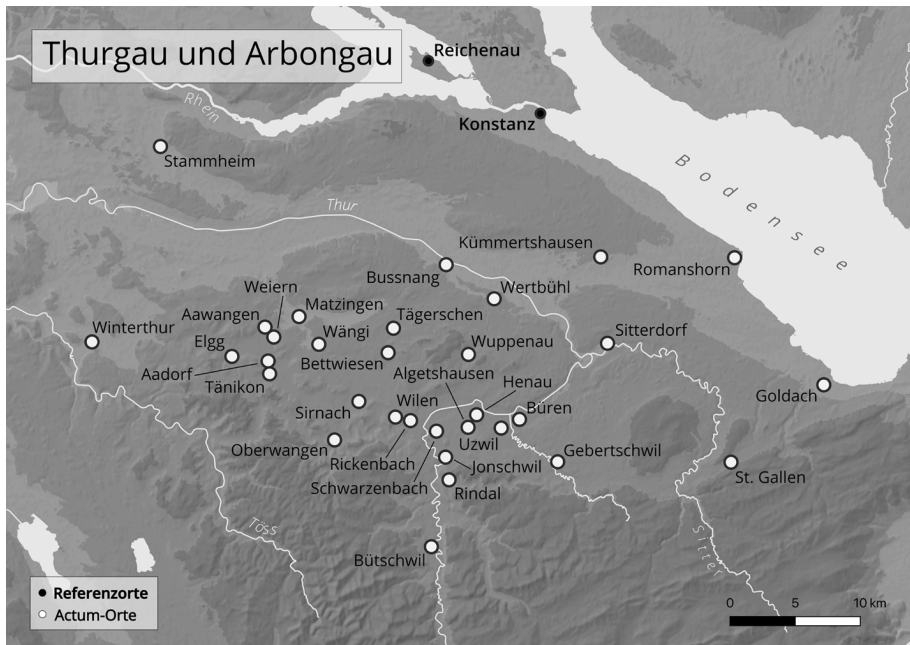 Thurgau und Arbongau
Reichenau
Rhein
Konstanz
Stammheim
Bodensee
Thur
Kümmertshausen
Romanshorn
Bussnang
Wertbühl
Weiern
Matzingen
Aawangen
Tägerschen
Winterthur
Wängi
Sitterdorf
Elgg
Wuppenau
Bettwiesen
Aadorf
Algetshausen
Tänikon
Henau
Goldach
Wilen
Sirnach
Büren
Uzwil
Oberwangen
Gebertschwil
Rickenbach
Jonschwil
St. Gallen
Schwarzenbach
Rindal
Töss
Sitter
Bütschwil
Referenzorte
Actum-Orte
0 5 10 km